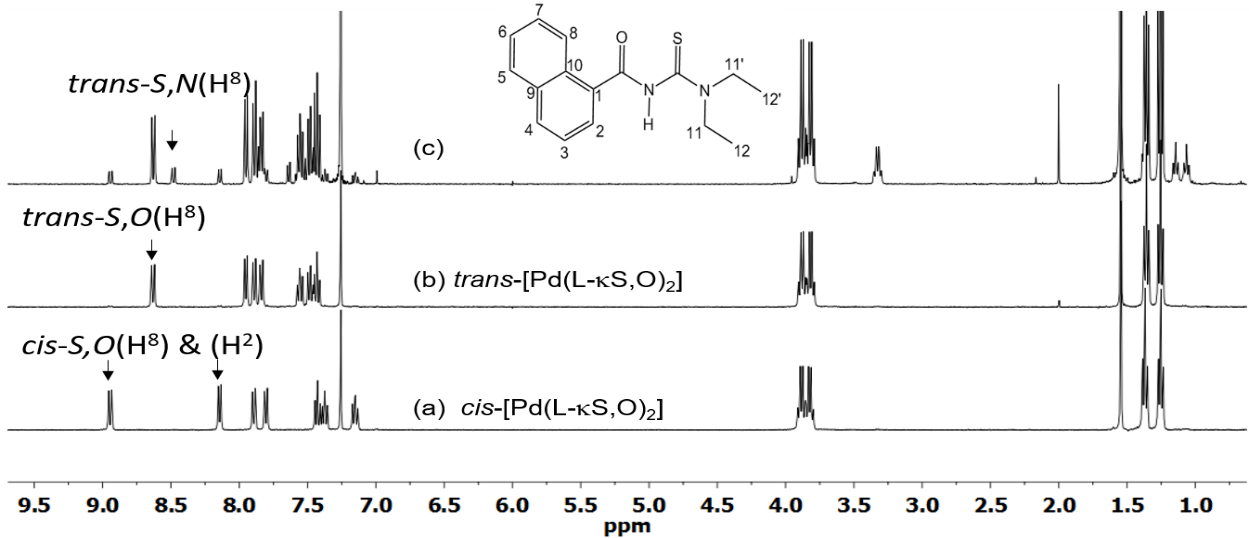 7
6
8
O
S
trans-S,N(H⁸)
10
11'
5
N
N
12'
9
1
4
2
H
11
3
12
(c)
trans-S,O(H⁸)
(b) trans-[Pd(L-κS,O)₂]
cis-S,O(H⁸) & (H²)
(a) cis-[Pd(L-κS,O)₂]
9.5 9.0 8.5 8.0 7.5 7.0 6.5 6.0 5.5 5.0 4.5 4.0 3.5 3.0 2.5 2.0 1.5 1.0
ppm